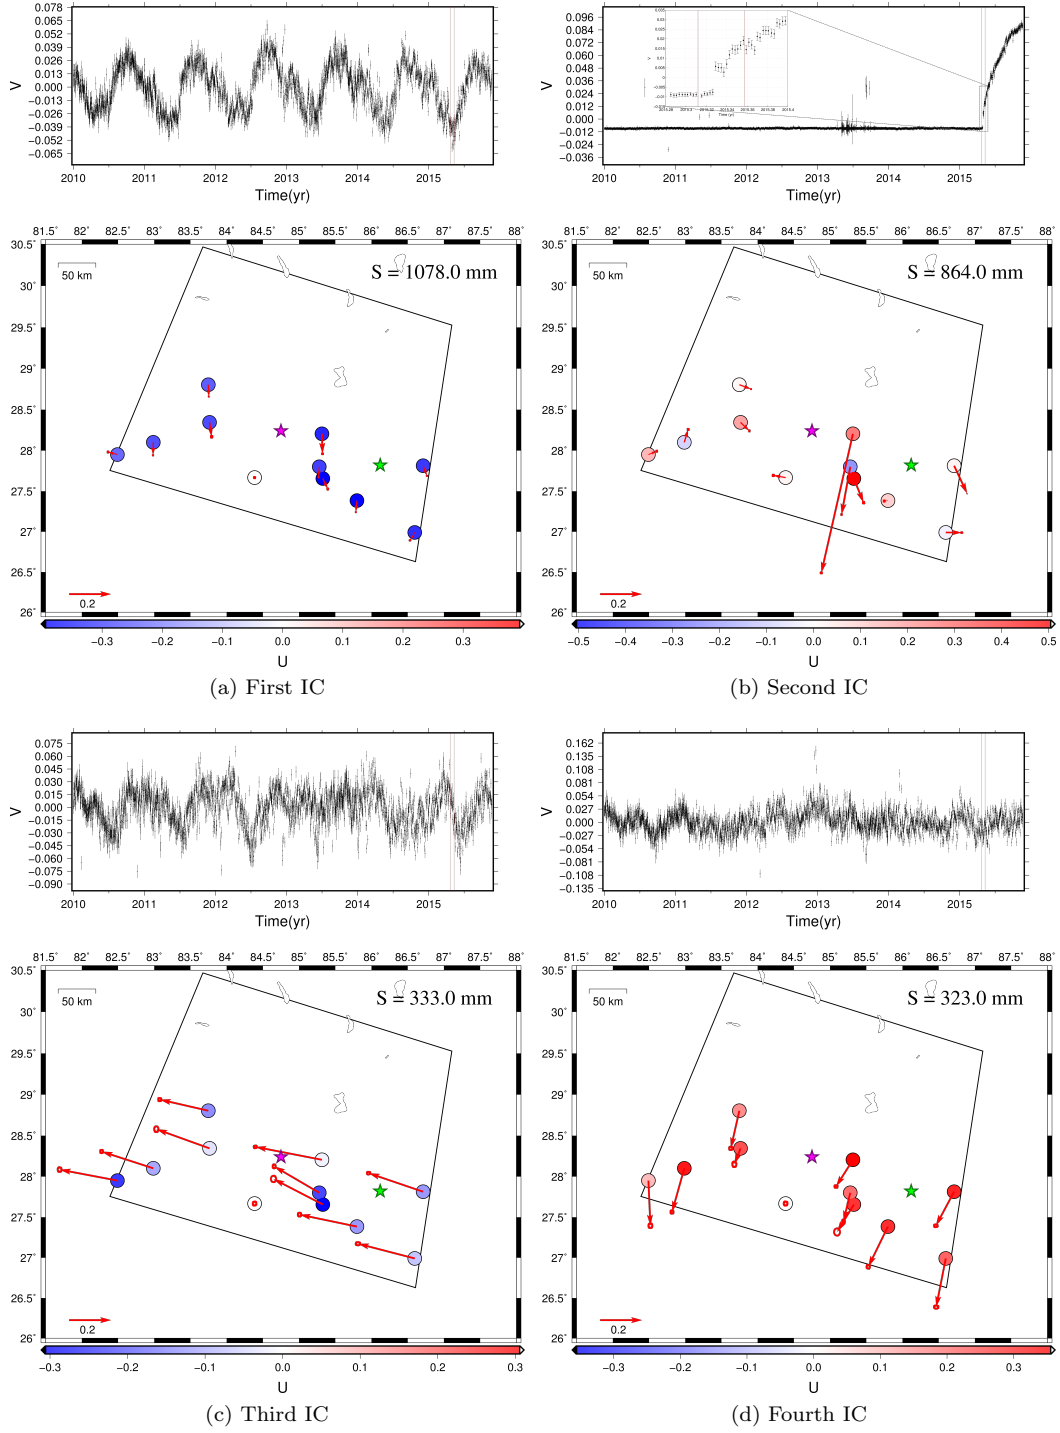 0.078
0.065
0.052
0.039
0.026
0.013
0.000
−0.013
−0.026
−0.039
−0.052
−0.065
V
2010 2011 2012 2013 2014 2015
Time(yr)
0.096
0.084
0.072
0.060
0.048
0.036
0.024
0.012
0.000
−0.012
−0.024
−0.036
V
2010 2011 2012 2013 2014 2015
Time(yr)
81.5˚ 82˚ 82.5˚ 83˚ 83.5˚ 84˚ 84.5˚ 85˚ 85.5˚ 86˚ 86.5˚ 87˚ 87.5˚ 88˚
30.5˚
30˚
29.5˚
29˚
28.5˚
28˚
27.5˚
27˚
26.5˚
26˚
50 km
S = 1078.0 mm
0.2
−0.3 −0.2 −0.1 0.0 0.1 0.2 0.3
U
(a) First IC
81.5˚ 82˚ 82.5˚ 83˚ 83.5˚ 84˚ 84.5˚ 85˚ 85.5˚ 86˚ 86.5˚ 87˚ 87.5˚ 88˚
30.5˚
30˚
29.5˚
29˚
28.5˚
28˚
27.5˚
27˚
26.5˚
26˚
50 km
S = 864.0 mm
0.2
−0.5 −0.4 −0.3 −0.2 −0.1 0.0 0.1 0.2 0.3 0.4 0.5
U
(b) Second IC
0.075
0.060
0.045
0.030
0.015
0.000
−0.015
−0.030
−0.045
−0.060
−0.075
−0.090
V
2010 2011 2012 2013 2014 2015
Time(yr)
0.162
0.135
0.108
0.081
0.054
0.027
0.000
−0.027
−0.054
−0.081
−0.108
−0.135
V
2010 2011 2012 2013 2014 2015
Time(yr)
81.5˚ 82˚ 82.5˚ 83˚ 83.5˚ 84˚ 84.5˚ 85˚ 85.5˚ 86˚ 86.5˚ 87˚ 87.5˚ 88˚
30.5˚
30˚
29.5˚
29˚
28.5˚
28˚
27.5˚
27˚
26.5˚
26˚
50 km
S = 333.0 mm
0.2
−0.3 −0.2 −0.1 0.0 0.1 0.2 0.3
U
(c) Third IC
81.5˚ 82˚ 82.5˚ 83˚ 83.5˚ 84˚ 84.5˚ 85˚ 85.5˚ 86˚ 86.5˚ 87˚ 87.5˚ 88˚
30.5˚
30˚
29.5˚
29˚
28.5˚
28˚
27.5˚
27˚
26.5˚
26˚
50 km
S = 323.0 mm
0.2
−0.3 −0.2 −0.1 0.0 0.1 0.2 0.3
U
(d) Fourth IC